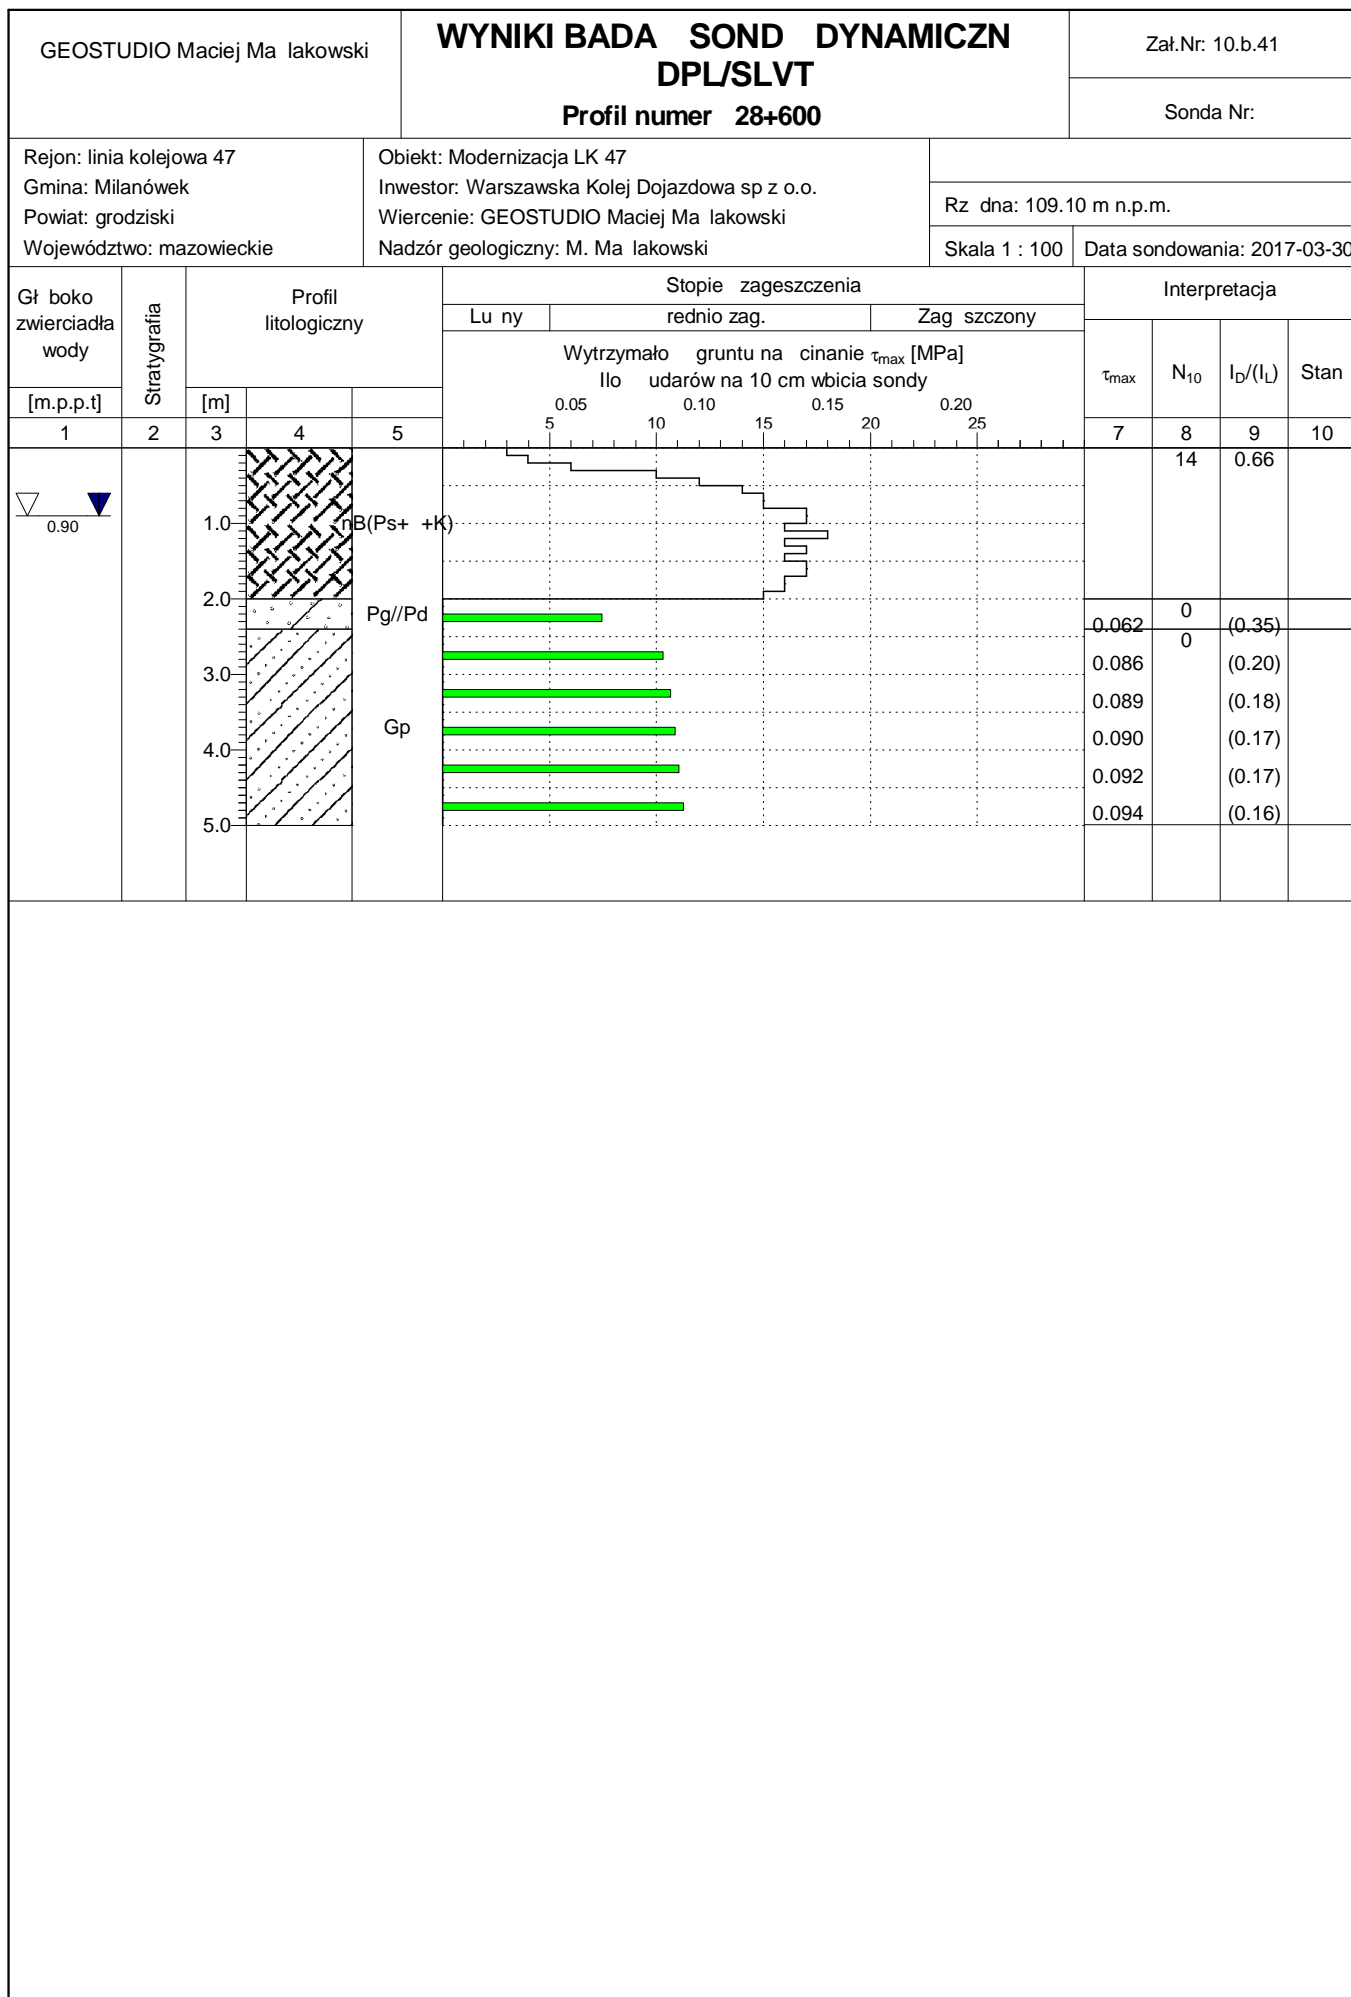 GEOSTUDIO Maciej Ma lakowski
WYNIKI BADA SOND DYNAMICZN
DPL/SLVT
Profil numer 28+600
Zał.Nr: 10.b.41
Sonda Nr:
Rejon: linia kolejowa 47
Gmina: Milanówek
Powiat: grodziski
Województwo: mazowieckie
Obiekt: Modernizacja LK 47
Inwestor: Warszawska Kolej Dojazdowa sp z o.o.
Wiercenie: GEOSTUDIO Maciej Ma lakowski
Nadzór geologiczny: M. Ma lakowski
Rz dna: 109.10 m n.p.m.
Skala 1 : 100
Data sondowania: 2017-03-30
Gł boko
zwierciadła
wody
[m.p.p.t]
Stratygrafia
Profil
litologiczny
[m]
Stopie zageszczenia
Lu ny
rednio zag.
Zag szczony
Wytrzymało gruntu na cinanie τmax [MPa]
Ilo udarów na 10 cm wbicia sondy
0.05 0.10 0.15 0.20
5 10 15 20 25
Interpretacja
τmax N10 ID/(IL) Stan
1 2 3 4 5 7 8 9 10
14 0.66
0.90
1.0
nB(Ps+ +K)
2.0
Pg//Pd
0
0.062 (0.35)
0
0.086 (0.20)
3.0
0.089 (0.18)
Gp
0.090 (0.17)
4.0
0.092 (0.17)
0.094 (0.16)
5.0